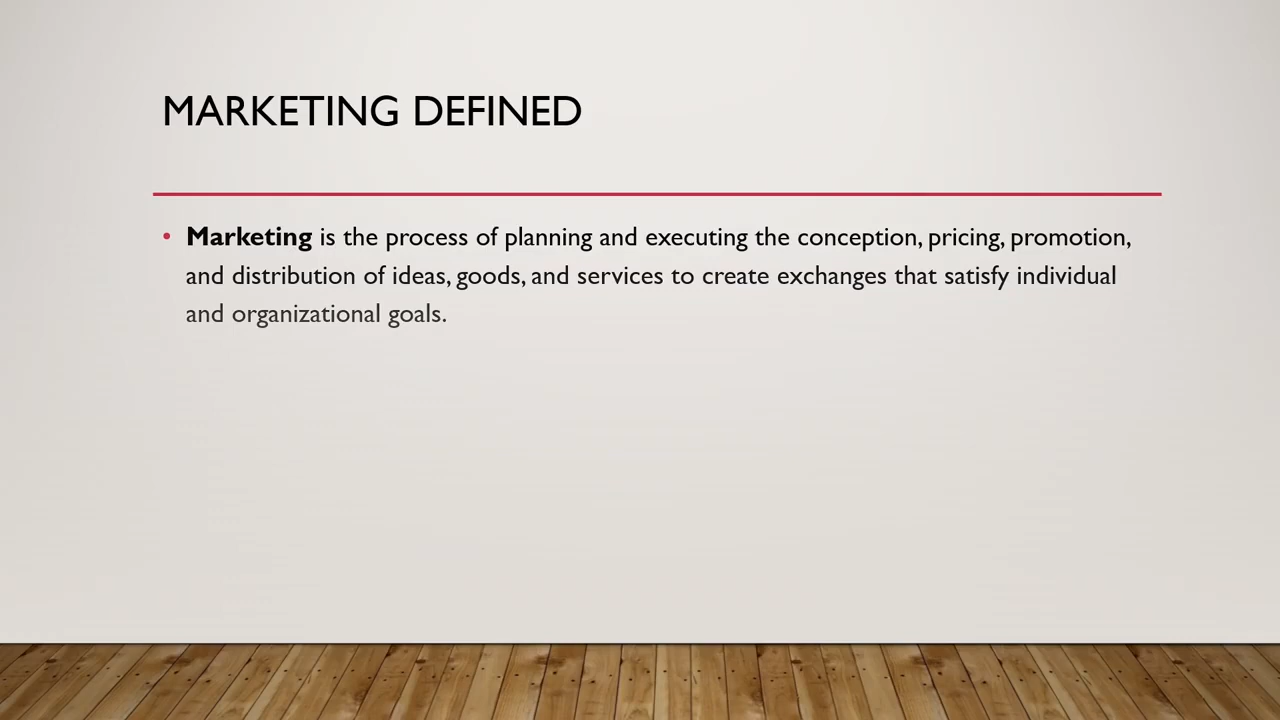 MARKETING DEFINED
• Marketing is the process of planning and executing the conception, pricing, promotion,
and distribution of ideas, goods, and services to create exchanges that satisfy individual
and organizational goals.